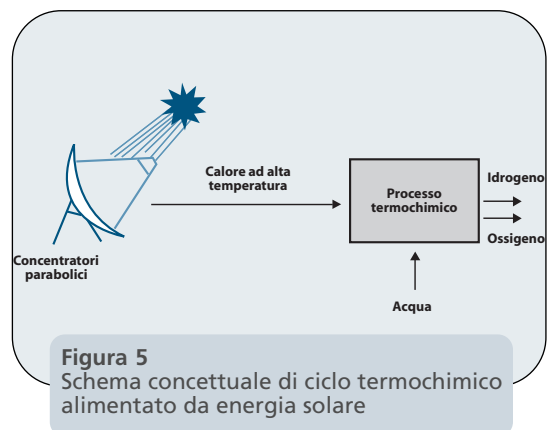 Calore ad alta
temperatura
Processo
termochimico
Idrogeno
Ossigeno
Concentratori
parabolici
Acqua
Figura 5
Schema concettuale di ciclo termochimico
alimentato da energia solare